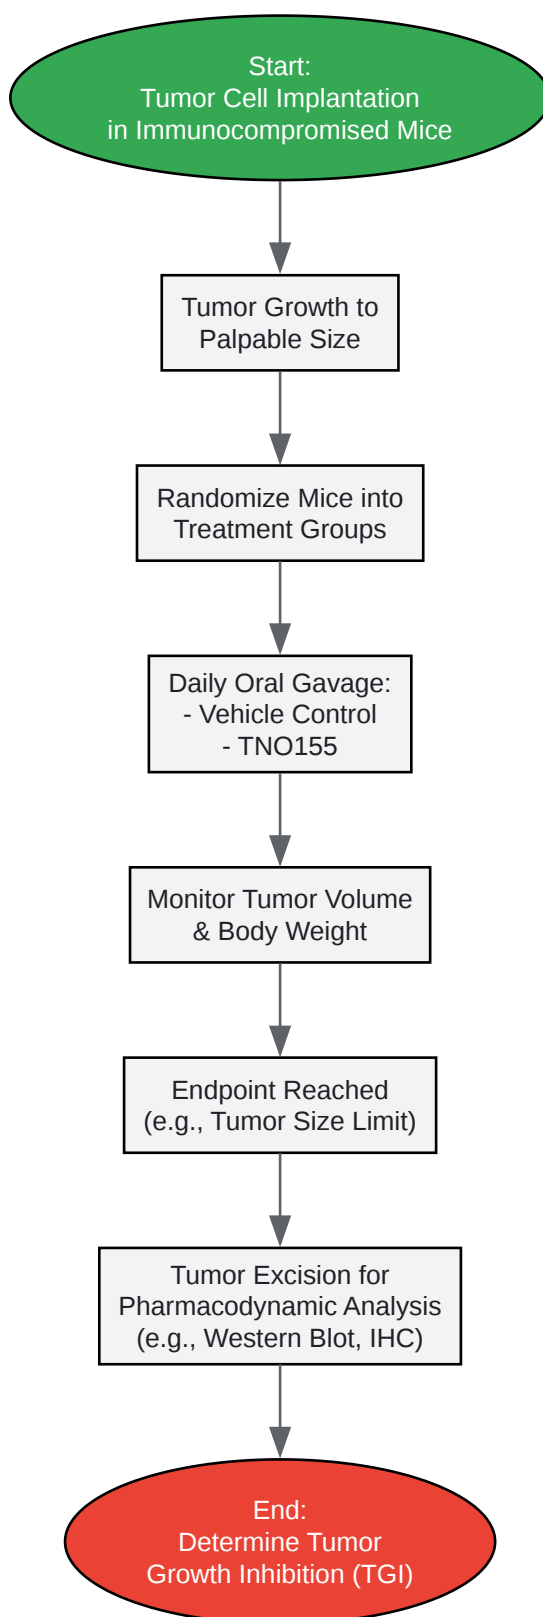 Start:
Tumor Cell Implantation
in Immunocompromised Mice
Tumor Growth to
Palpable Size
Randomize Mice into
Treatment Groups
Daily Oral Gavage:
- Vehicle Control
- TNO155
Monitor Tumor Volume
& Body Weight
Endpoint Reached
(e.g., Tumor Size Limit)
Tumor Excision for
Pharmacodynamic Analysis
(e.g., Western Blot, IHC)
End:
Determine Tumor
Growth Inhibition (TGI)